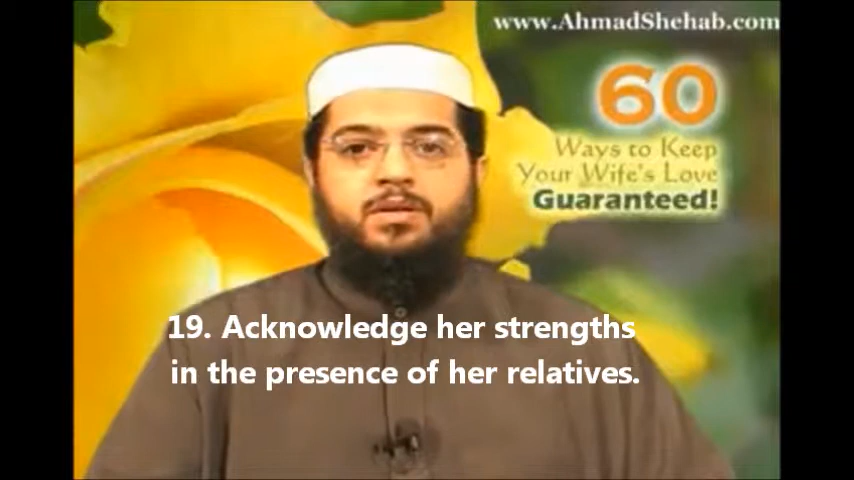 www.AhmadShehab.com
60
Ways to Keep
Your Wife's Love
Guaranteed!
19. Acknowledge her strengths
in the presence of her relatives.